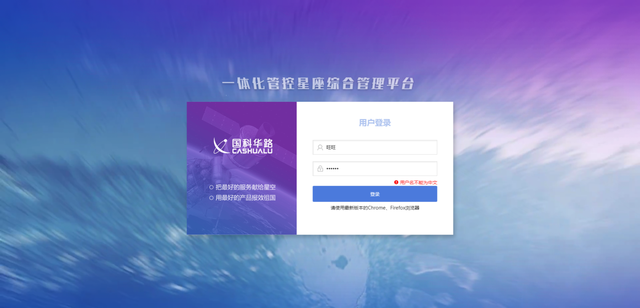 一体化管控星座综合管理平台
国科华路
CASHUALU
把最好的服务献给星空
用最好的产品报效祖国
用户登录
旺旺
••••••
用户名不能为中文
登录
请使用最新版本的Chrome、Firefox浏览器